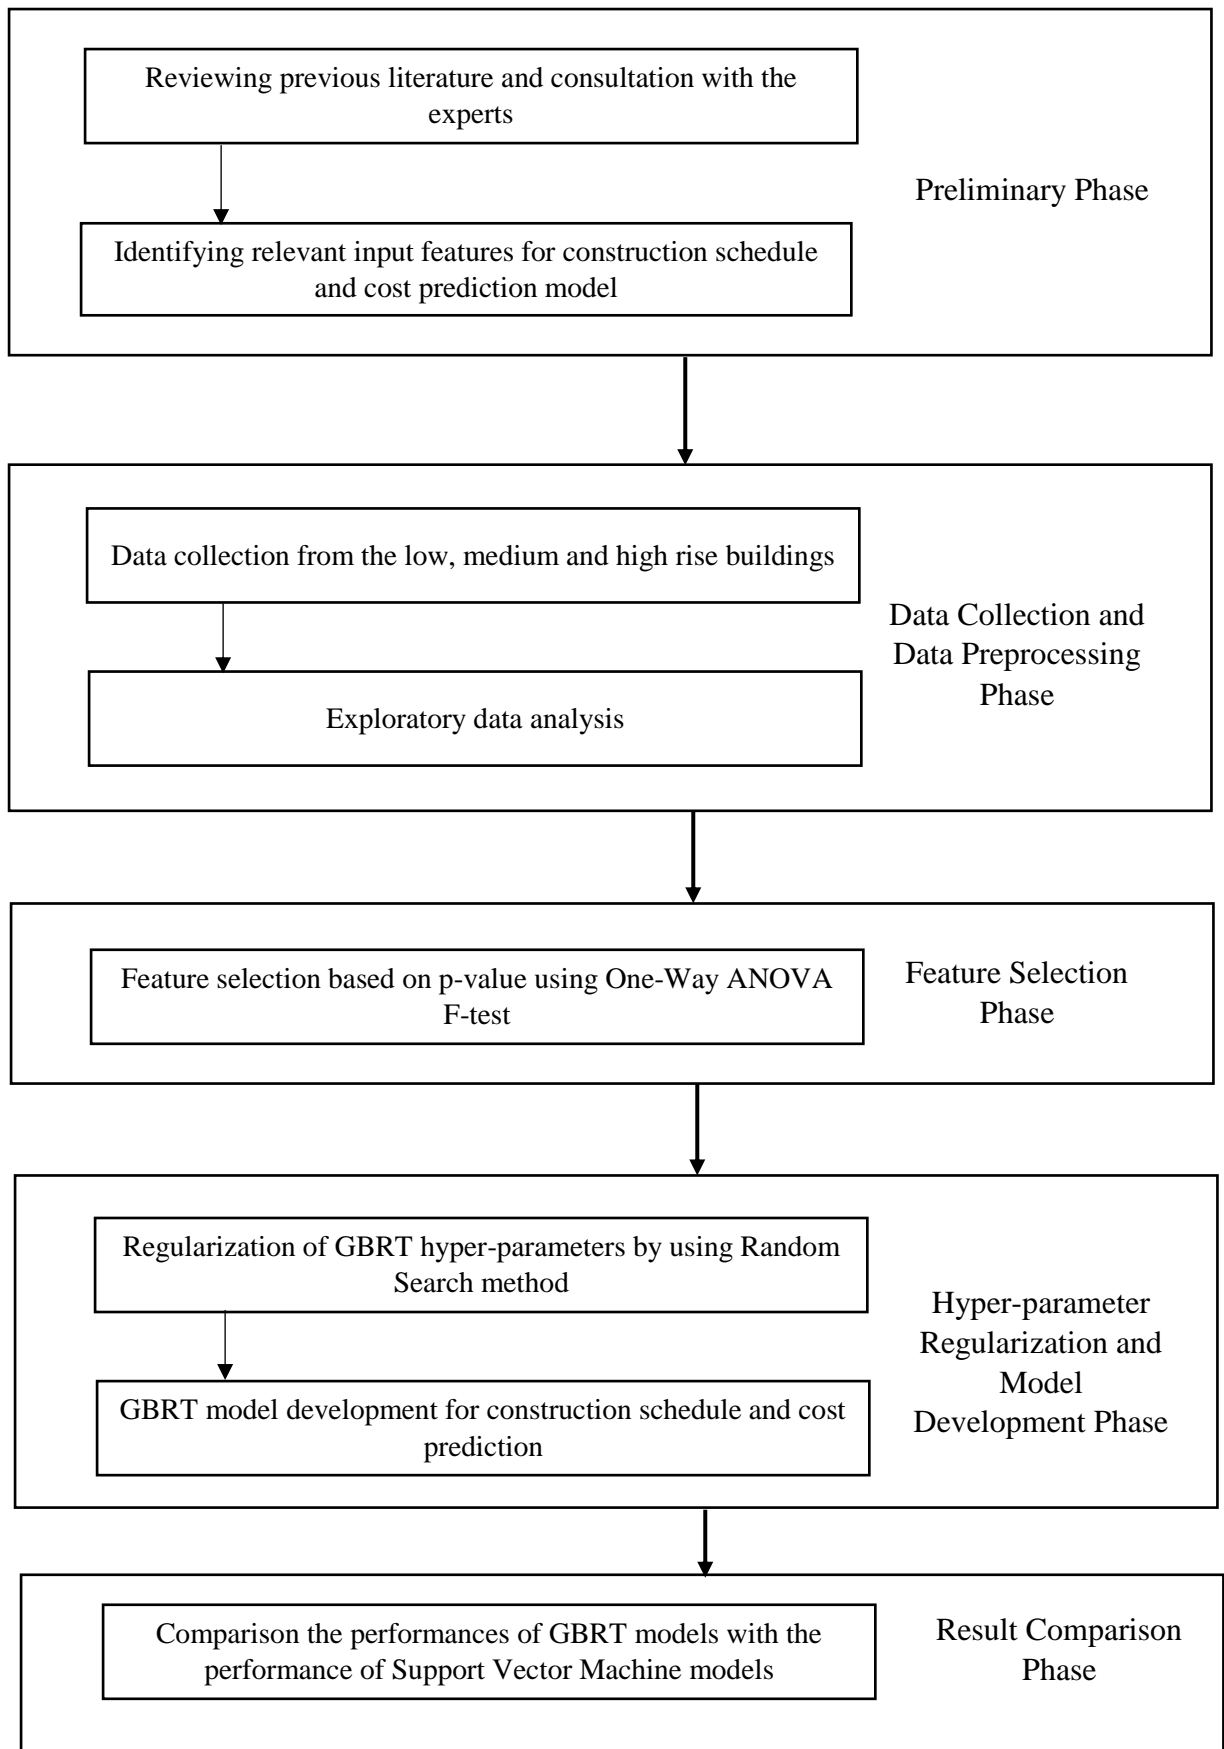 Reviewing previous literature and consultation with the
experts
Preliminary Phase
Identifying relevant input features for construction schedule
and cost prediction model
Data collection from the low, medium and high rise buildings
Data Collection and
Data Preprocessing
Phase
Exploratory data analysis
Feature selection based on p-value using One-Way ANOVA
F-test
Feature Selection
Phase
Regularization of GBRT hyper-parameters by using Random
Search method
Hyper-parameter
Regularization and
Model
Development Phase
GBRT model development for construction schedule and cost
prediction
Comparison the performances of GBRT models with the
performance of Support Vector Machine models
Result Comparison
Phase